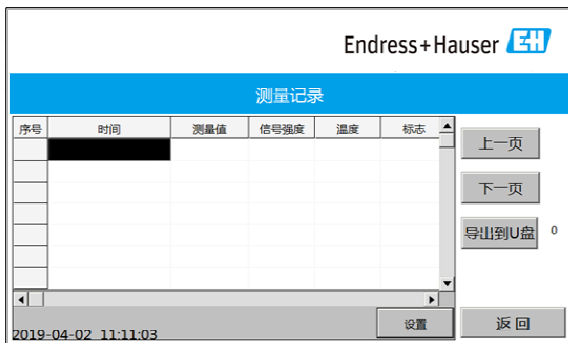 Endress+Hauser EH
测量记录
序号 时间 测量值 信号强度 温度 标志
上一页
下一页
导出到U盘 0
设置 返回
2019-04-02 11:11:03